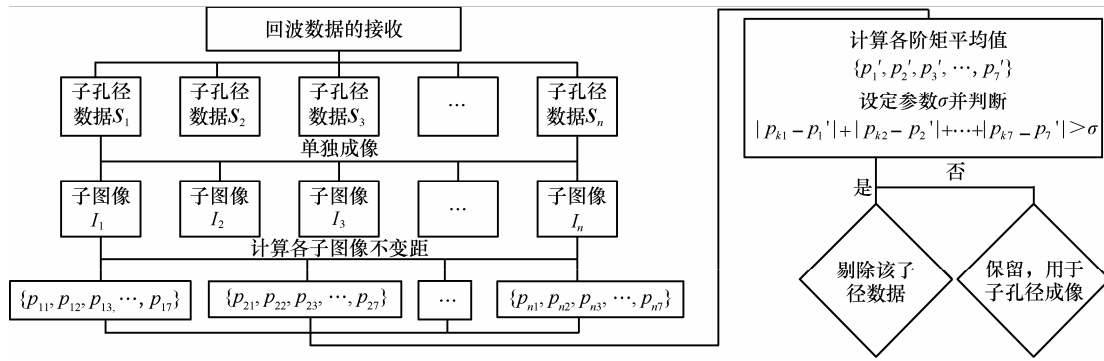 回波数据的接收
子孔径
数据S₁
子孔径
数据S₂
子孔径
数据S₃
…
子孔径
数据Sₙ
单独成像
子图像
I₁
子图像
I₂
子图像
I₃
…
子图像
Iₙ
计算各子图像不变距
{p₁₁, p₁₂, p₁₃, …, p₁₇}
{p₂₁, p₂₂, p₂₃, …, p₂₇}
…
{pₙ₁, pₙ₂, pₙ₃, …, pₙ₇}
计算各阶矩平均值
{p₁′, p₂′, p₃′, …, p₇′}
设定参数σ并判断
|pₖ₁−p₁′|+|pₖ₂−p₂′|+…+|pₖ₇−p₇′|>σ
是
否
剔除该了
径数据
保留，用于
子孔径成像